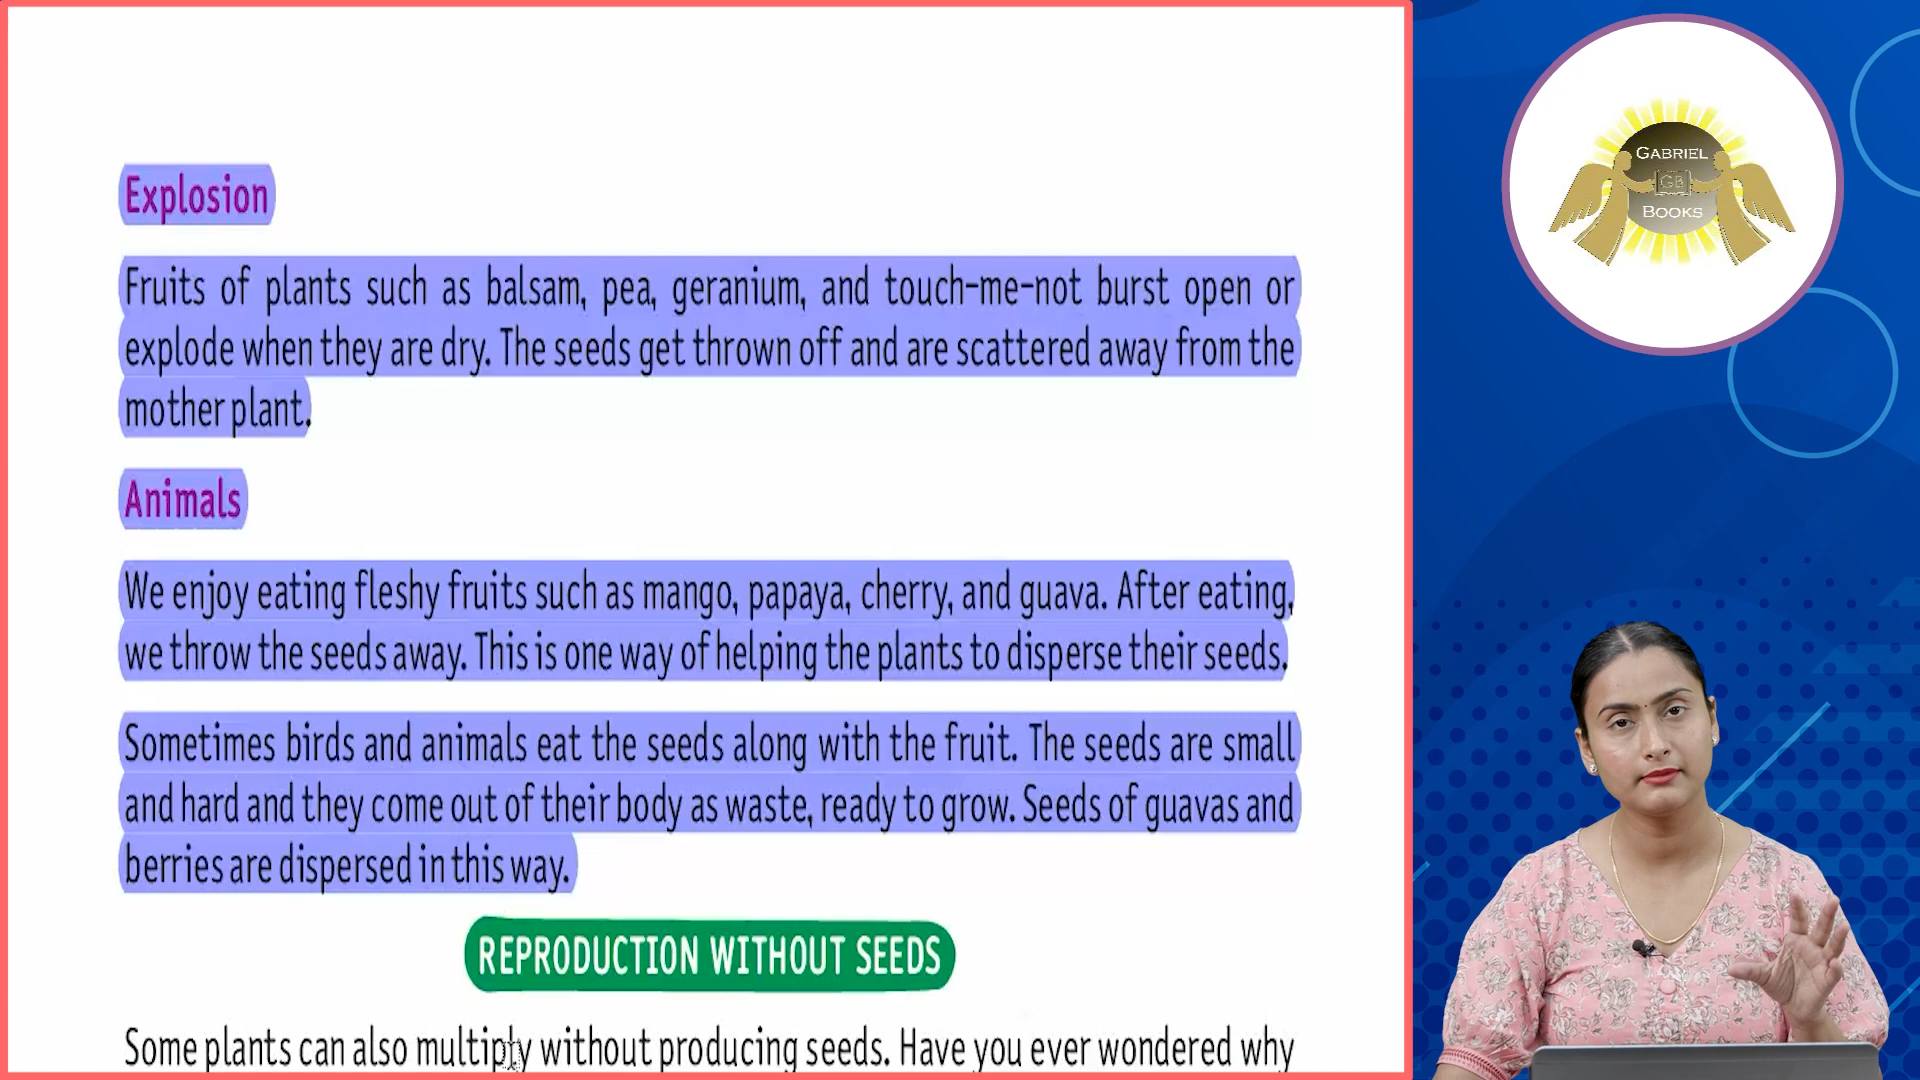 Explosion
Fruits of plants such as balsam, pea, geranium, and touch-me-not burst open or
explode when they are dry. The seeds get thrown off and are scattered away from the
mother plant.
Animals
We enjoy eating fleshy fruits such as mango, papaya, cherry, and guava. After eating,
we throw the seeds away. This is one way of helping the plants to disperse their seeds.
Sometimes birds and animals eat the seeds along with the fruit. The seeds are small
and hard and they come out of their body as waste, ready to grow. Seeds of guavas and
berries are dispersed in this way.
REPRODUCTION WITHOUT SEEDS
Some plants can also multiply without producing seeds. Have you ever wondered why
GABRIEL
GB
BOOKS